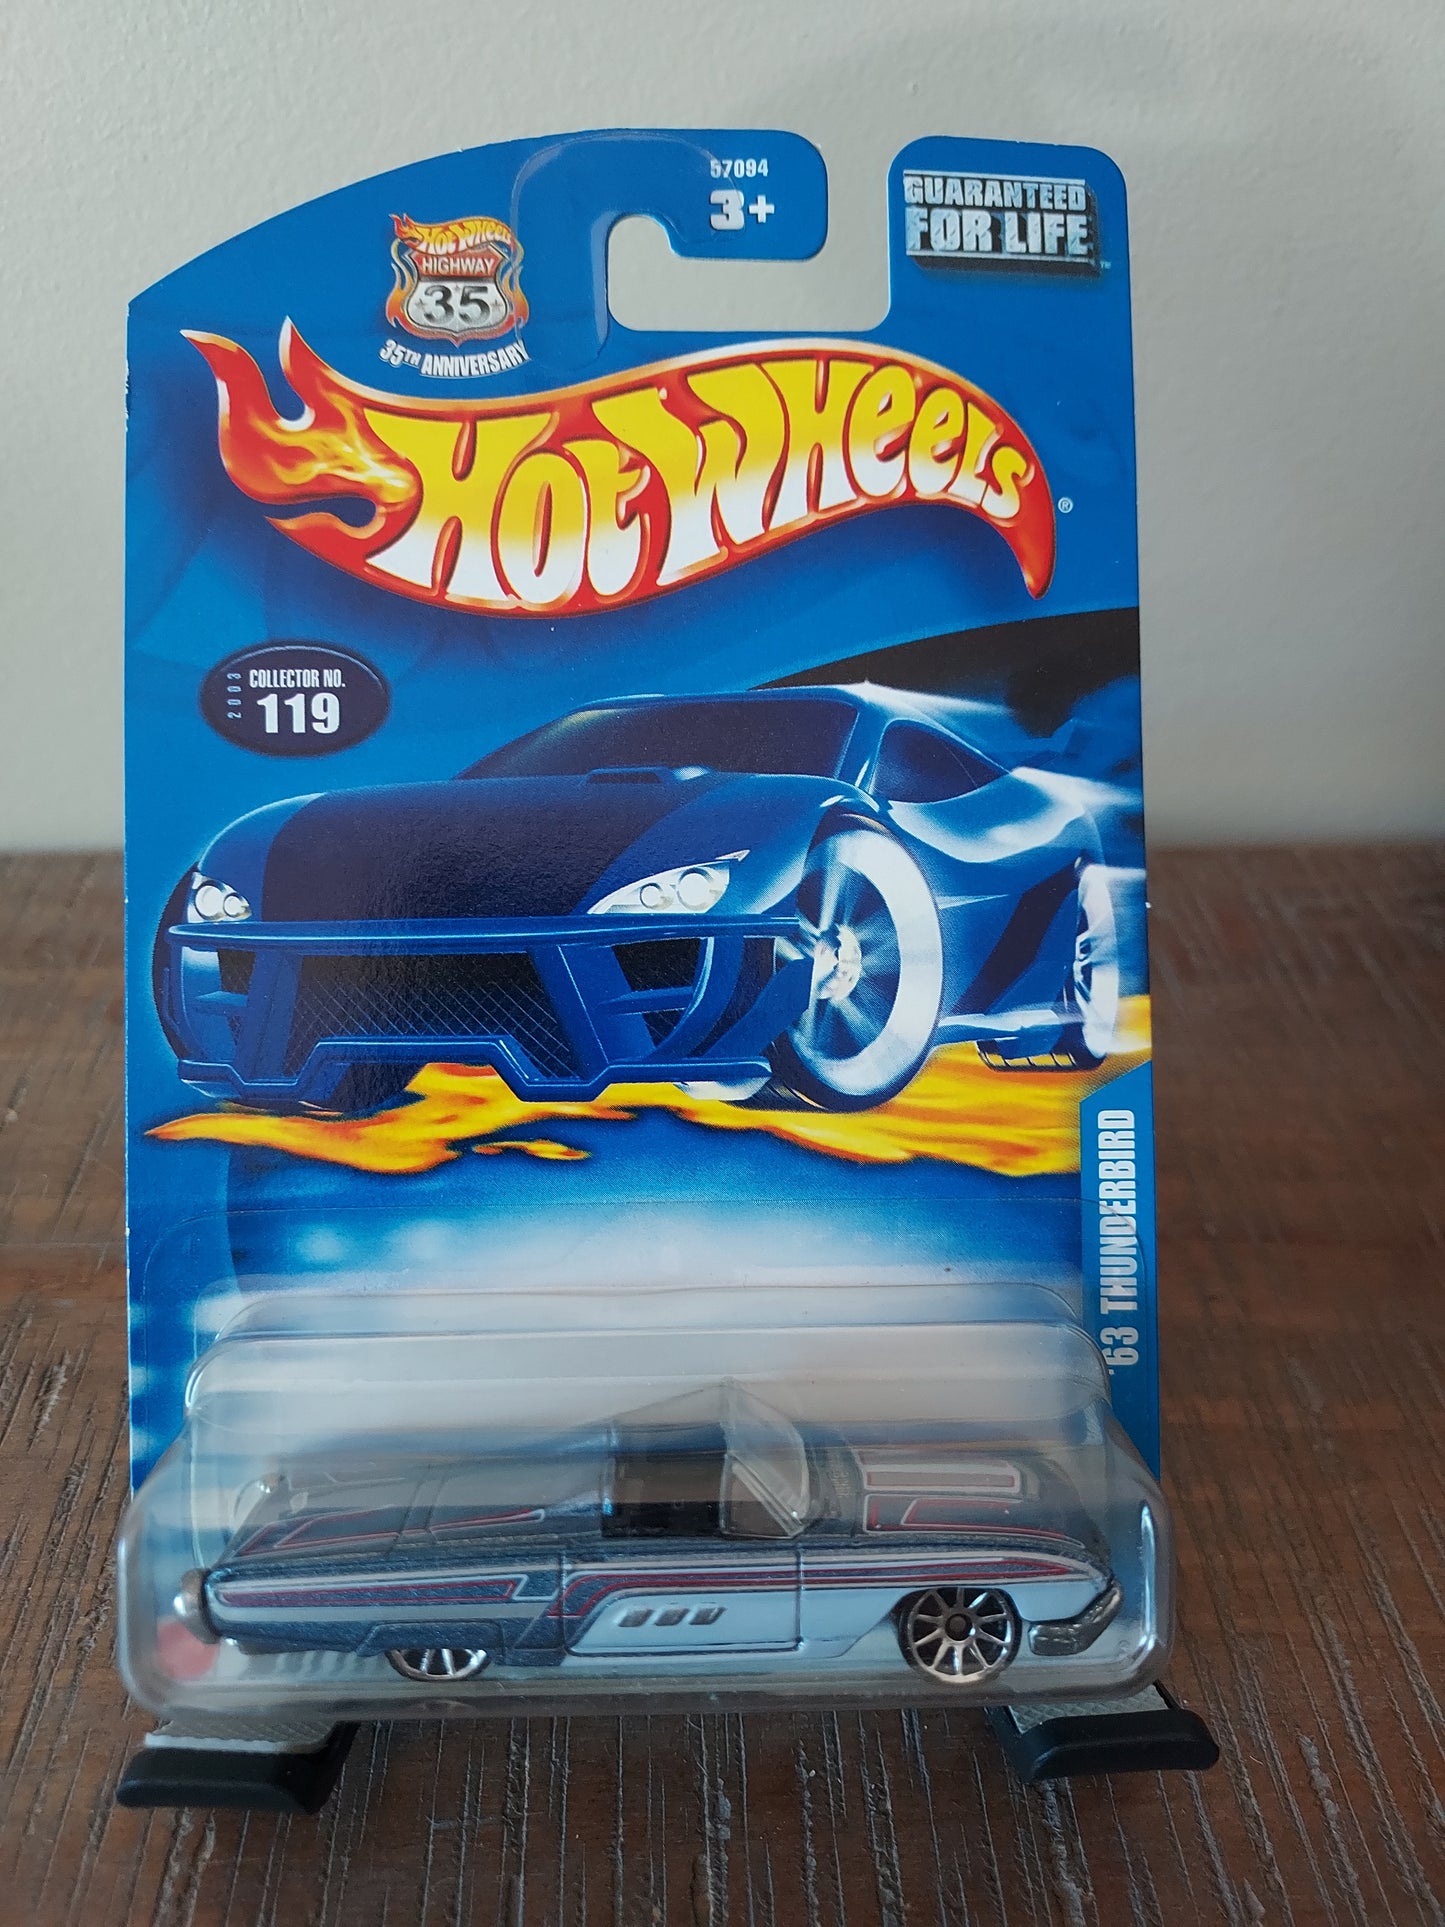 57094
3+
GUARANTEED
FOR LIFE
TM
HOT WHEELS
HIGHWAY
35
35TH ANNIVERSARY
HOT WHEELS®
2003
COLLECTOR NO.
119
'63 THUNDERBIRD